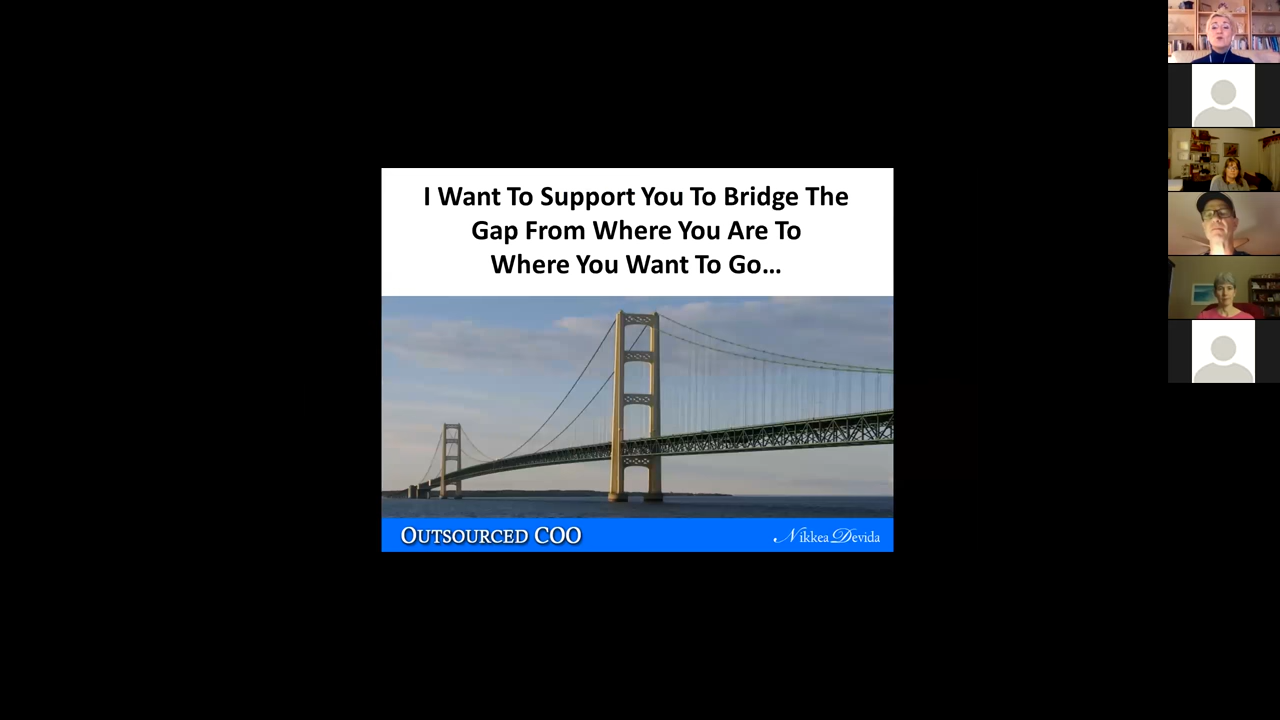 I Want To Support You To Bridge The
Gap From Where You Are To
Where You Want To Go...
OUTSOURCED COO
Nikkea Devida